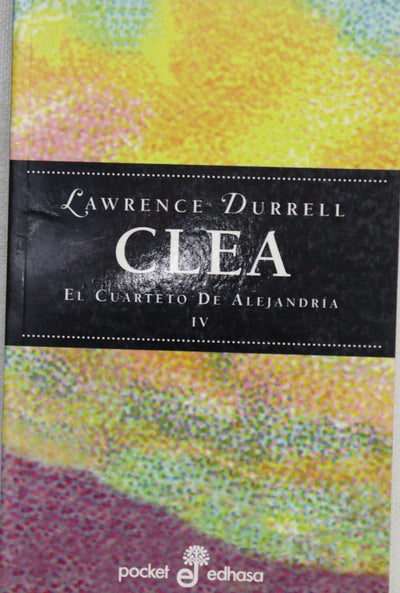 Lawrence Durrell
CLEA
El Cuarteto De Alejandría
IV
pocket edhasa